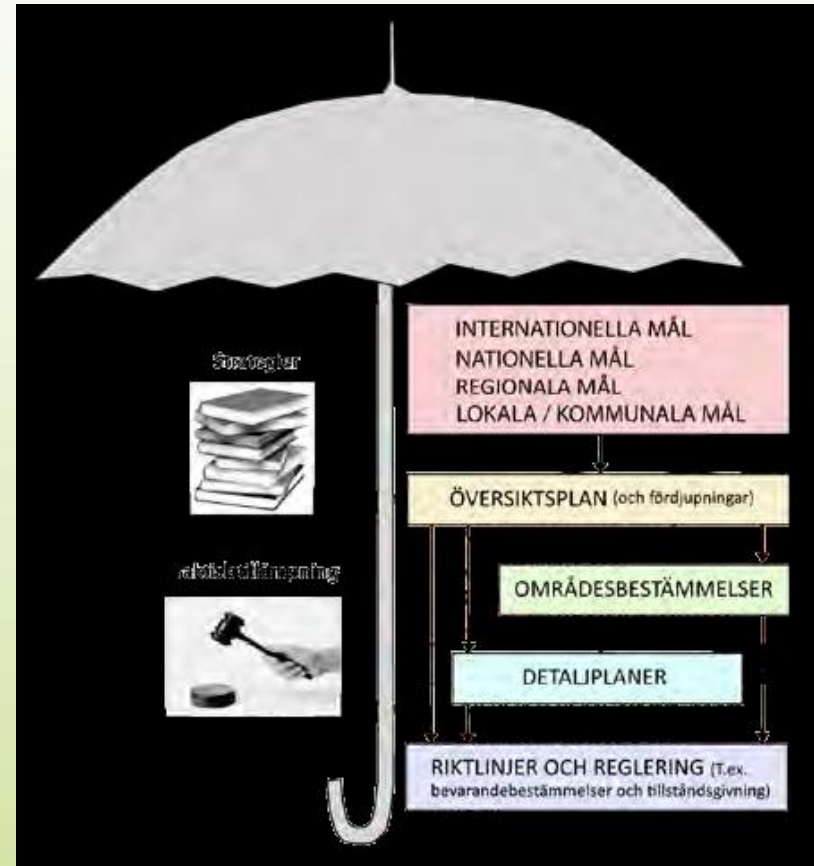 Strategier
INTERNATIONELLA MÅL
NATIONELLA MÅL
REGIONALA MÅL
LOKALA / KOMMUNALA MÅL
ÖVERSIKTSPLAN (och fördjupningar)
OMRÅDESBESTÄMMELSER
DETALJPLANER
RIKTLINJER OCH REGLERING (T.ex.
bevarandebestämmelser och tillståndsgivning)